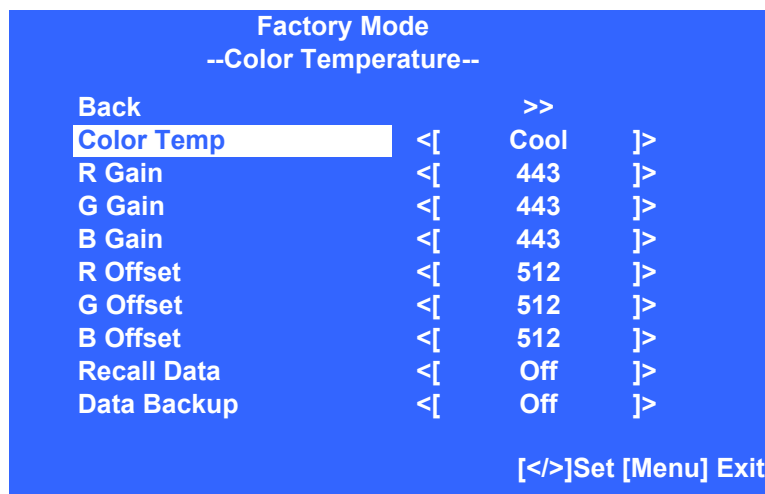 Factory Mode
--Color Temperature--
Back >>
Color Temp <[ Cool ]>
R Gain <[ 443 ]>
G Gain <[ 443 ]>
B Gain <[ 443 ]>
R Offset <[ 512 ]>
G Offset <[ 512 ]>
B Offset <[ 512 ]>
Recall Data <[ Off ]>
Data Backup <[ Off ]>
[</>]Set [Menu] Exit